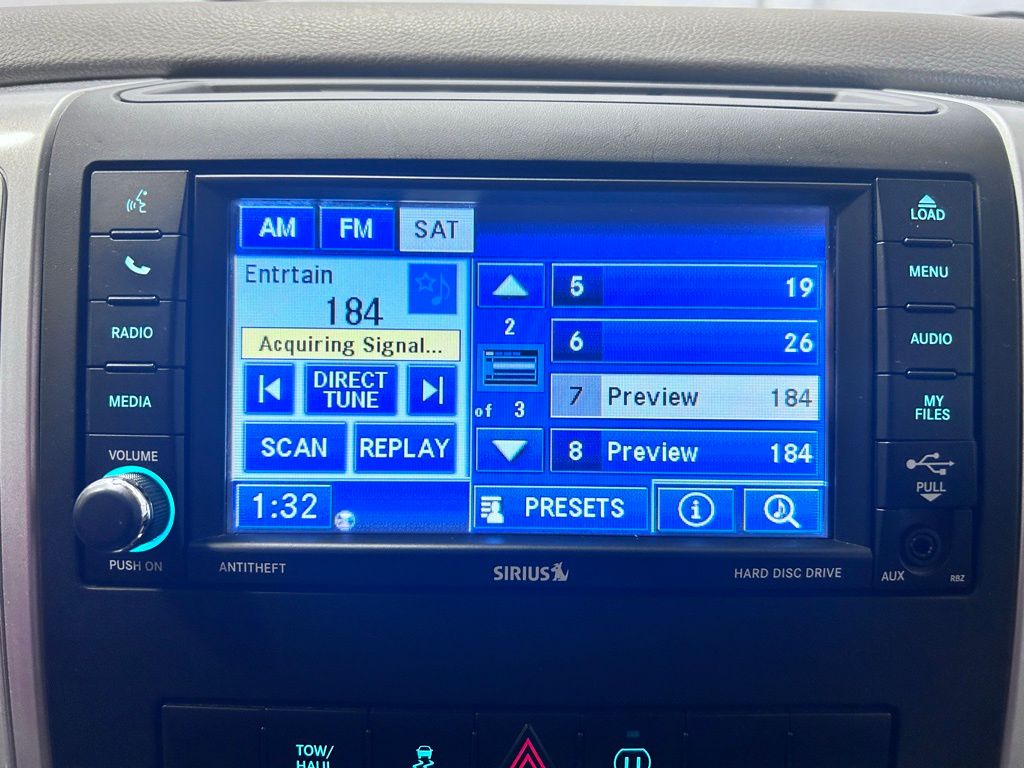 RADIO
MEDIA
VOLUME
PUSH ON
AM FM SAT
Entrtain
184
Acquiring Signal...
DIRECT
TUNE
SCAN REPLAY
1:32
2
of 3
5 19
6 26
7 Preview 184
8 Preview 184
PRESETS
LOAD
MENU
AUDIO
MY
FILES
PULL
AUX
RBZ
ANTITHEFT
SIRIUS
HARD DISC DRIVE
TOW/
HAUL